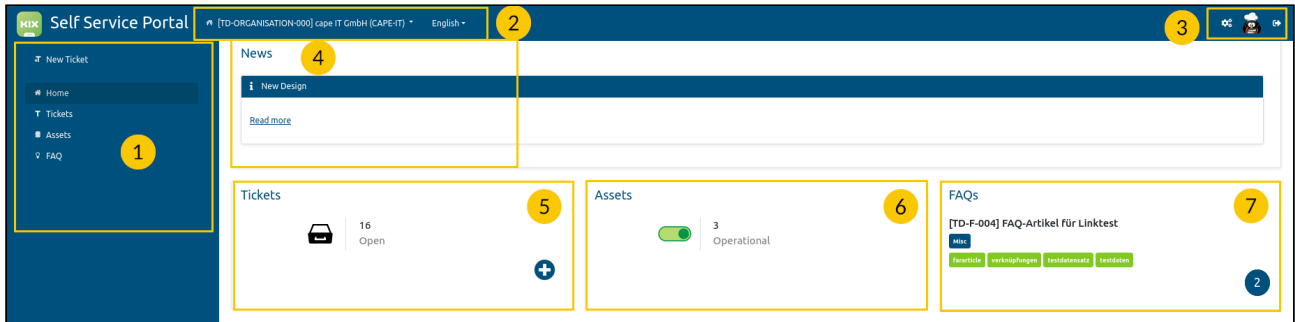 KIX Self Service Portal [TD-ORGANISATION-000] cape IT GmbH (CAPE-IT) English 2 3
New Ticket
Home
Tickets
Assets
FAQ
1
News 4
New Design
Read more
Tickets 5
16
Open
Assets 6
3
Operational
FAQs 7
[TD-F-004] FAQ-Artikel für Linktest
Misc
fararticle verknüpfungen testdatensatz testdaten
2